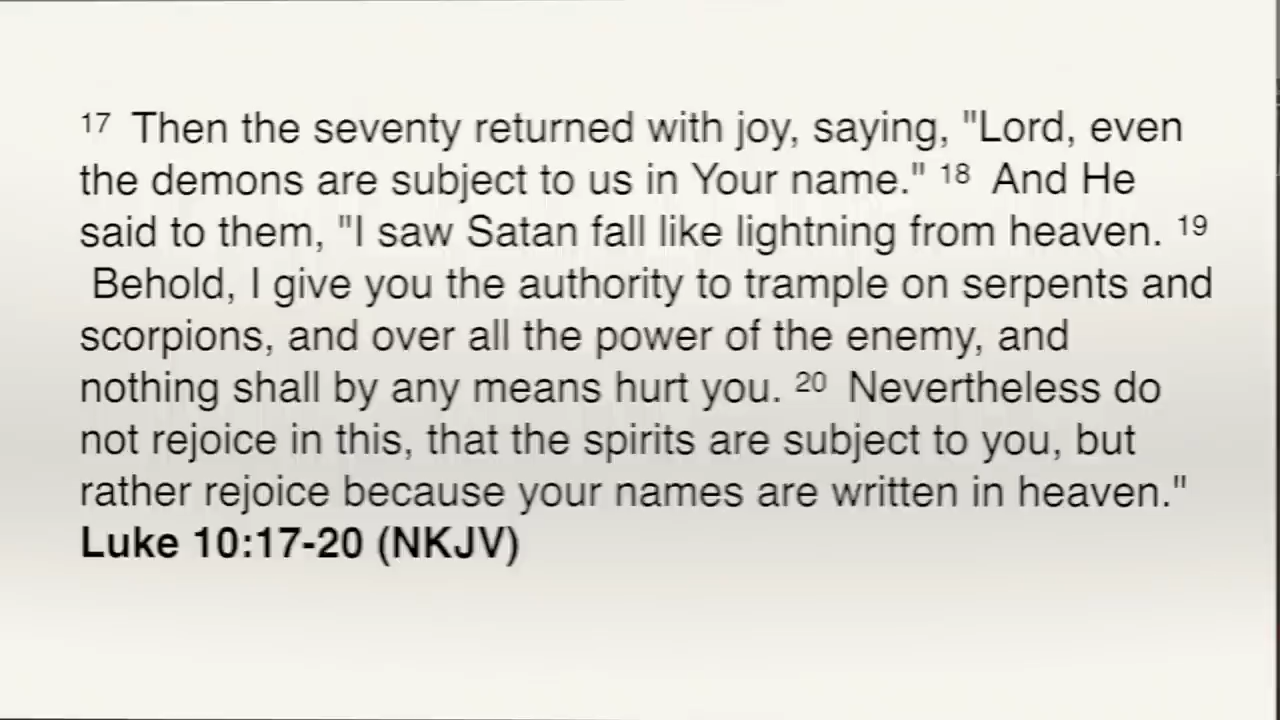 17 Then the seventy returned with joy, saying, "Lord, even
the demons are subject to us in Your name." 18 And He
said to them, "I saw Satan fall like lightning from heaven. 19
Behold, I give you the authority to trample on serpents and
scorpions, and over all the power of the enemy, and
nothing shall by any means hurt you. 20 Nevertheless do
not rejoice in this, that the spirits are subject to you, but
rather rejoice because your names are written in heaven."
Luke 10:17-20 (NKJV)